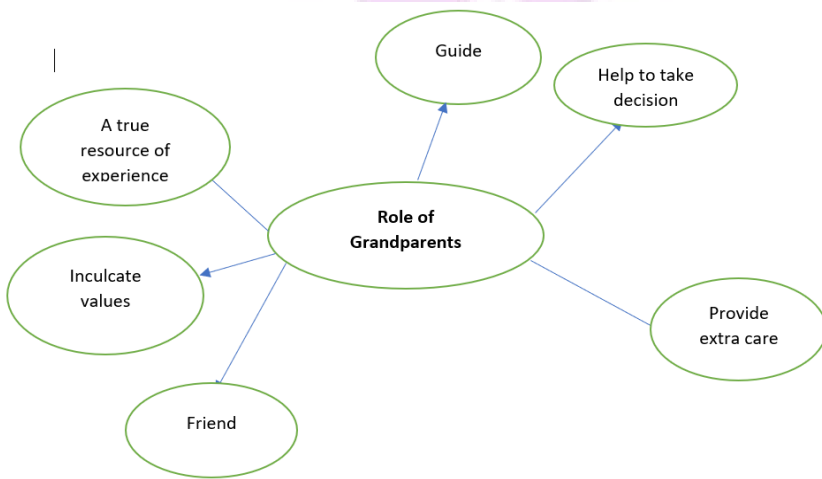 Guide
Help to take
decision
A true
resource of
experience
Role of
Grandparents
Inculcate
values
Provide
extra care
Friend